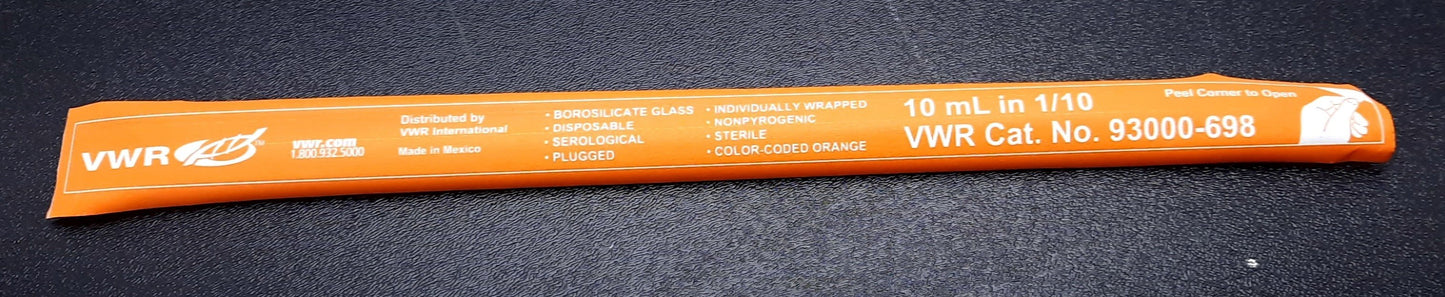 VWR
TM
vwr.com
1.800.932.5000
Distributed by
VWR International
Made in Mexico
• BOROSILICATE GLASS
• DISPOSABLE
• SEROLOGICAL
• PLUGGED
• INDIVIDUALLY WRAPPED
• NONPYROGENIC
• STERILE
• COLOR-CODED ORANGE
10 mL in 1/10
VWR Cat. No. 93000-698
Peel Corner to Open